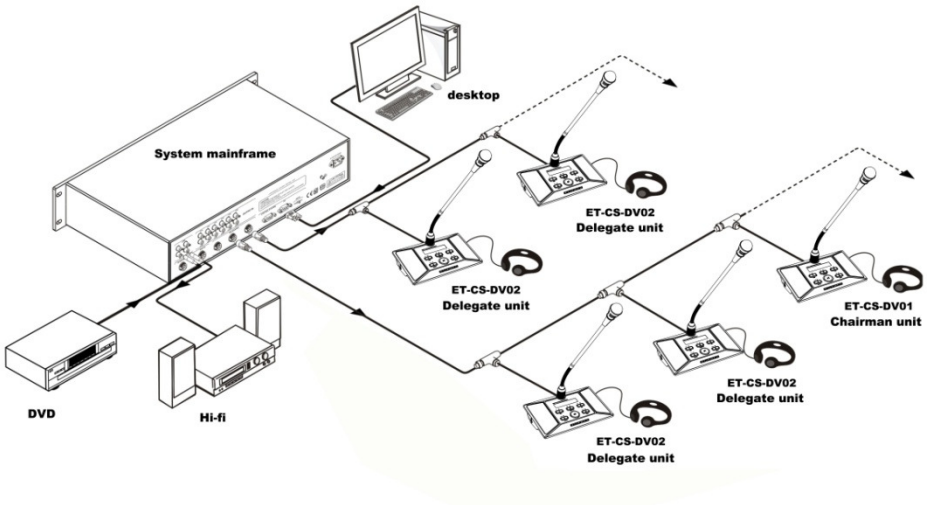 desktop
System mainframe
ET-CS-DV02
Delegate unit
ET-CS-DV02
Delegate unit
ET-CS-DV01
Chairman unit
ET-CS-DV02
Delegate unit
DVD
Hi-fi
ET-CS-DV02
Delegate unit